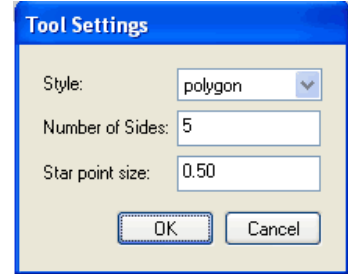 Tool Settings
Style: polygon
Number of Sides: 5
Star point size: 0.50
OK Cancel